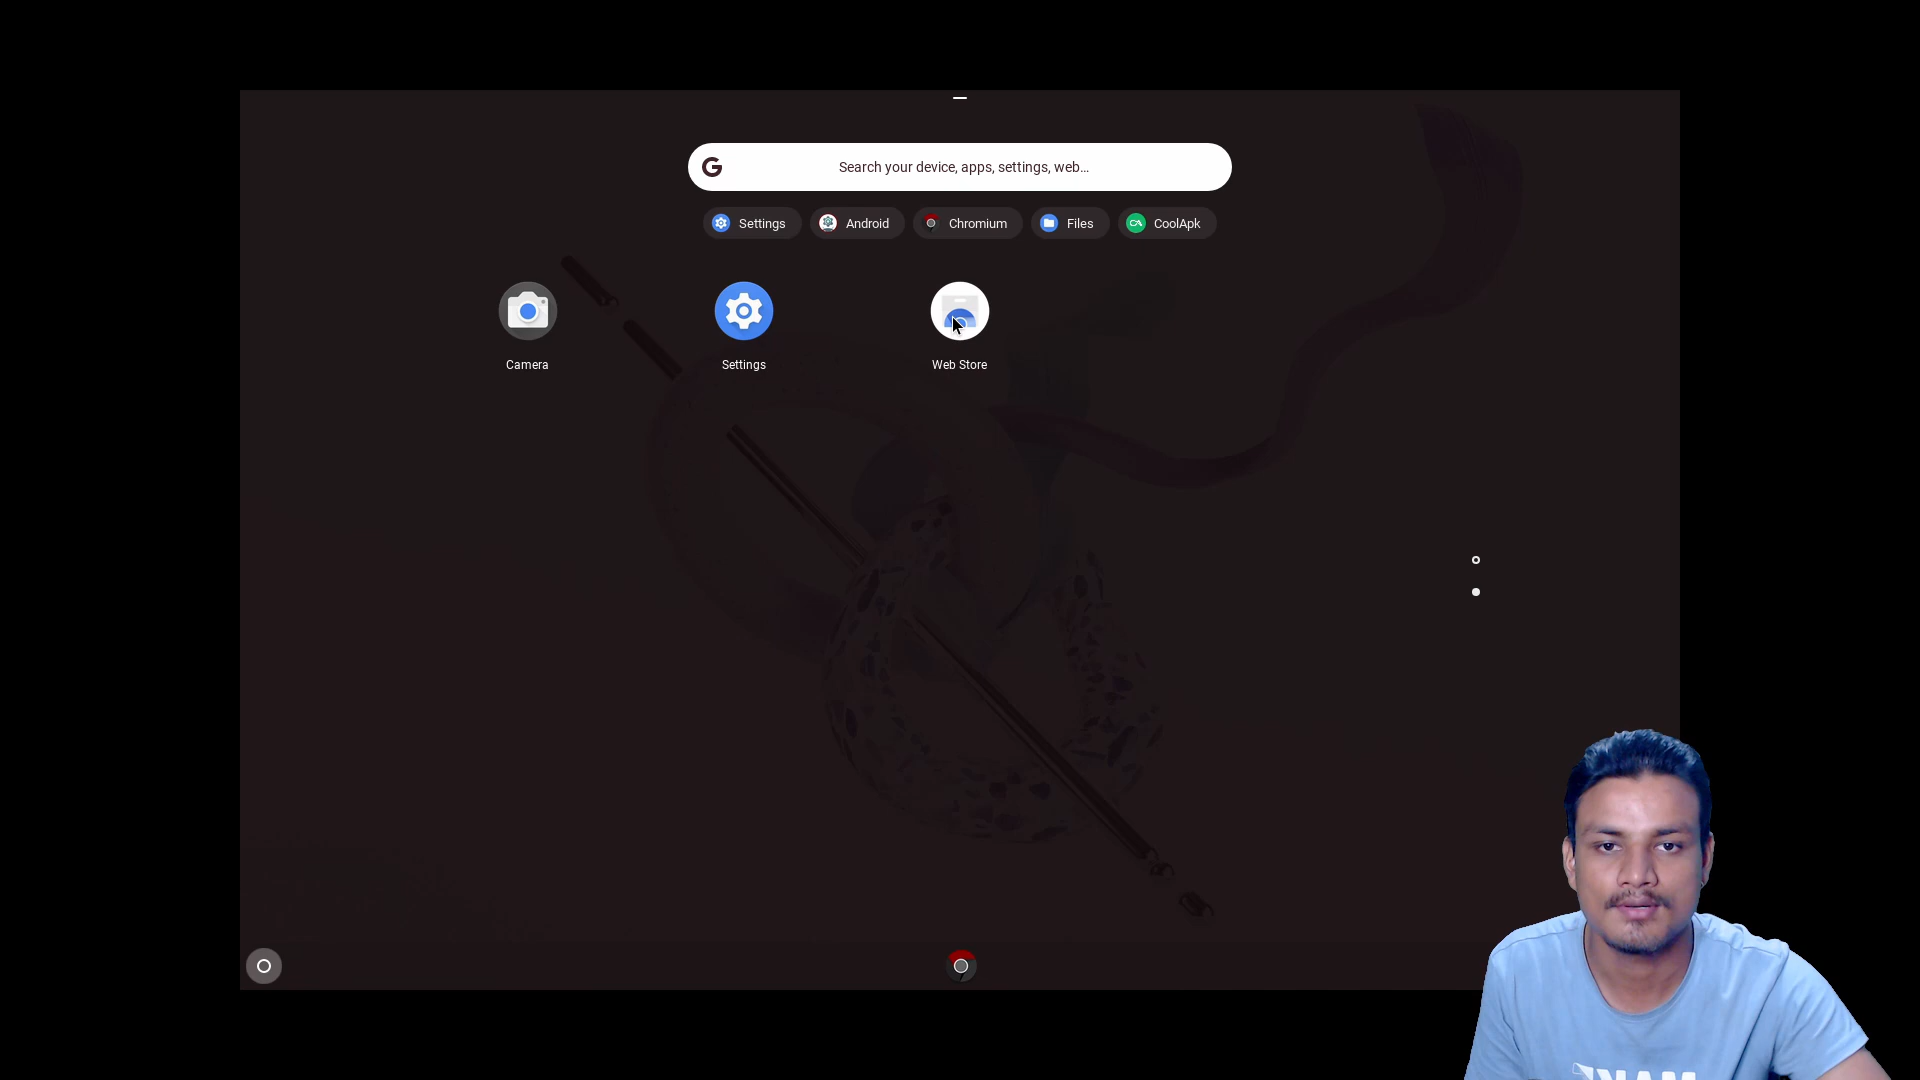 Search your device, apps, settings, web...
Settings
Android
Chromium
Files
CoolApk
Camera
Settings
Web Store